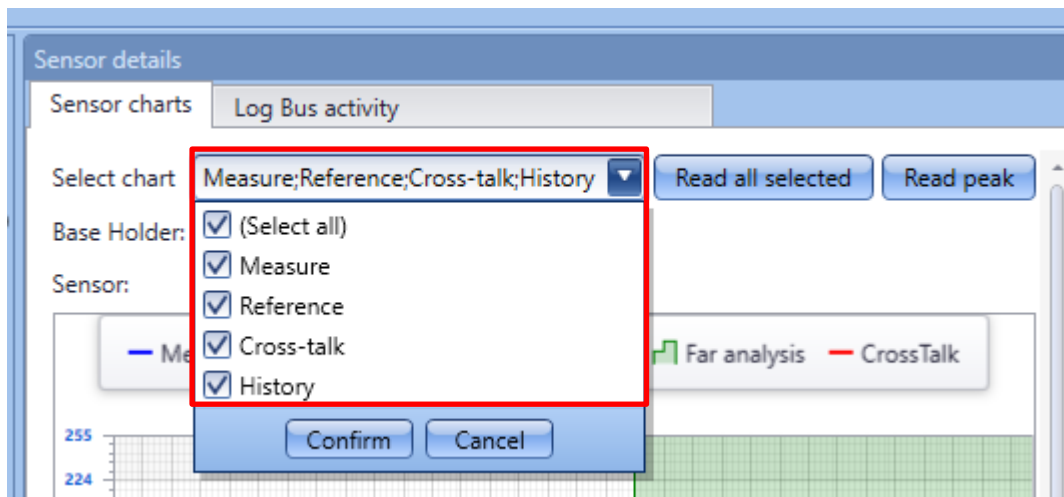 Sensor details
Sensor charts
Log Bus activity
Select chart
Measure;Reference;Cross-talk;History
Read all selected
Read peak
Base Holder:
(Select all)
Measure
Sensor:
Reference
Cross-talk
History
Far analysis
CrossTalk
Confirm
Cancel
255
224